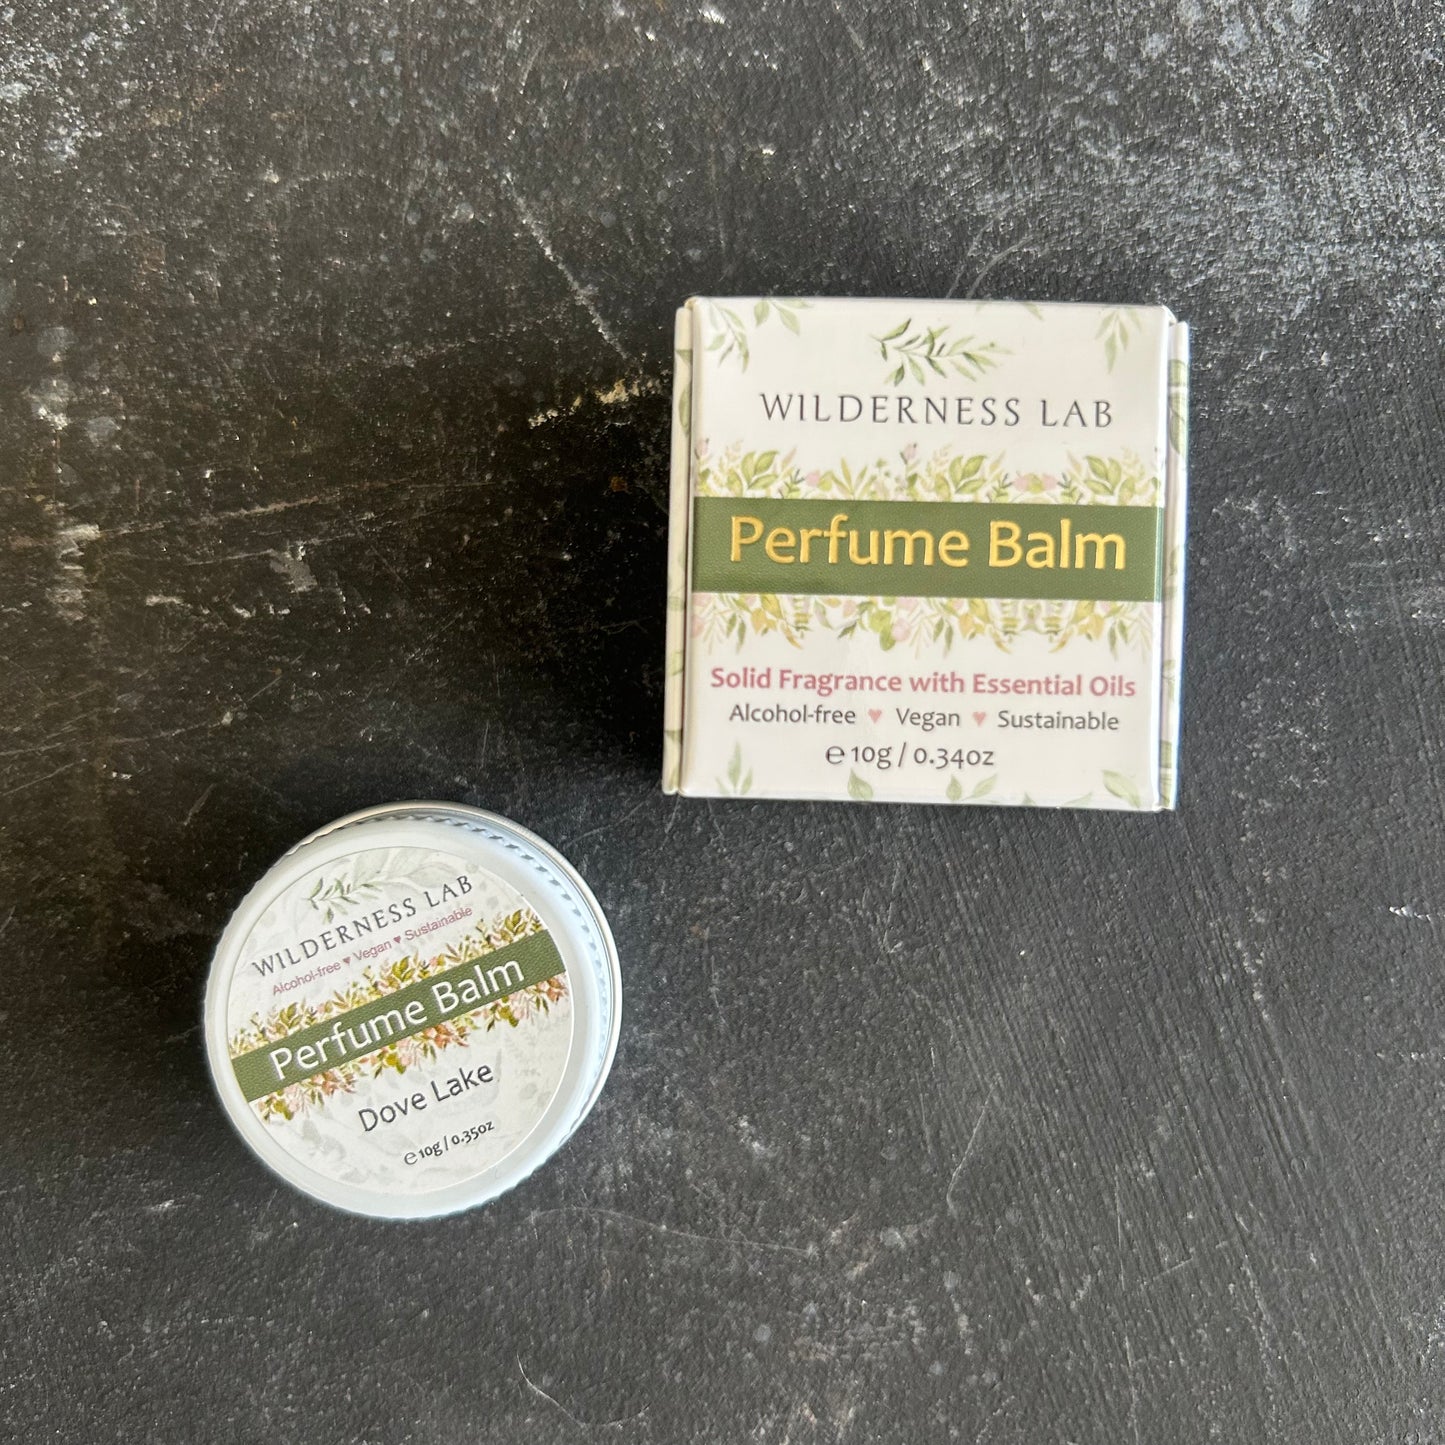 WILDERNESS LAB
Perfume Balm
Solid Fragrance with Essential Oils
Alcohol-free ♥ Vegan ♥ Sustainable
℮ 10g / 0.34oz
WILDERNESS LAB
Alcohol-free ♥ Vegan ♥ Sustainable
Perfume Balm
Dove Lake
℮ 10g / 0.35oz